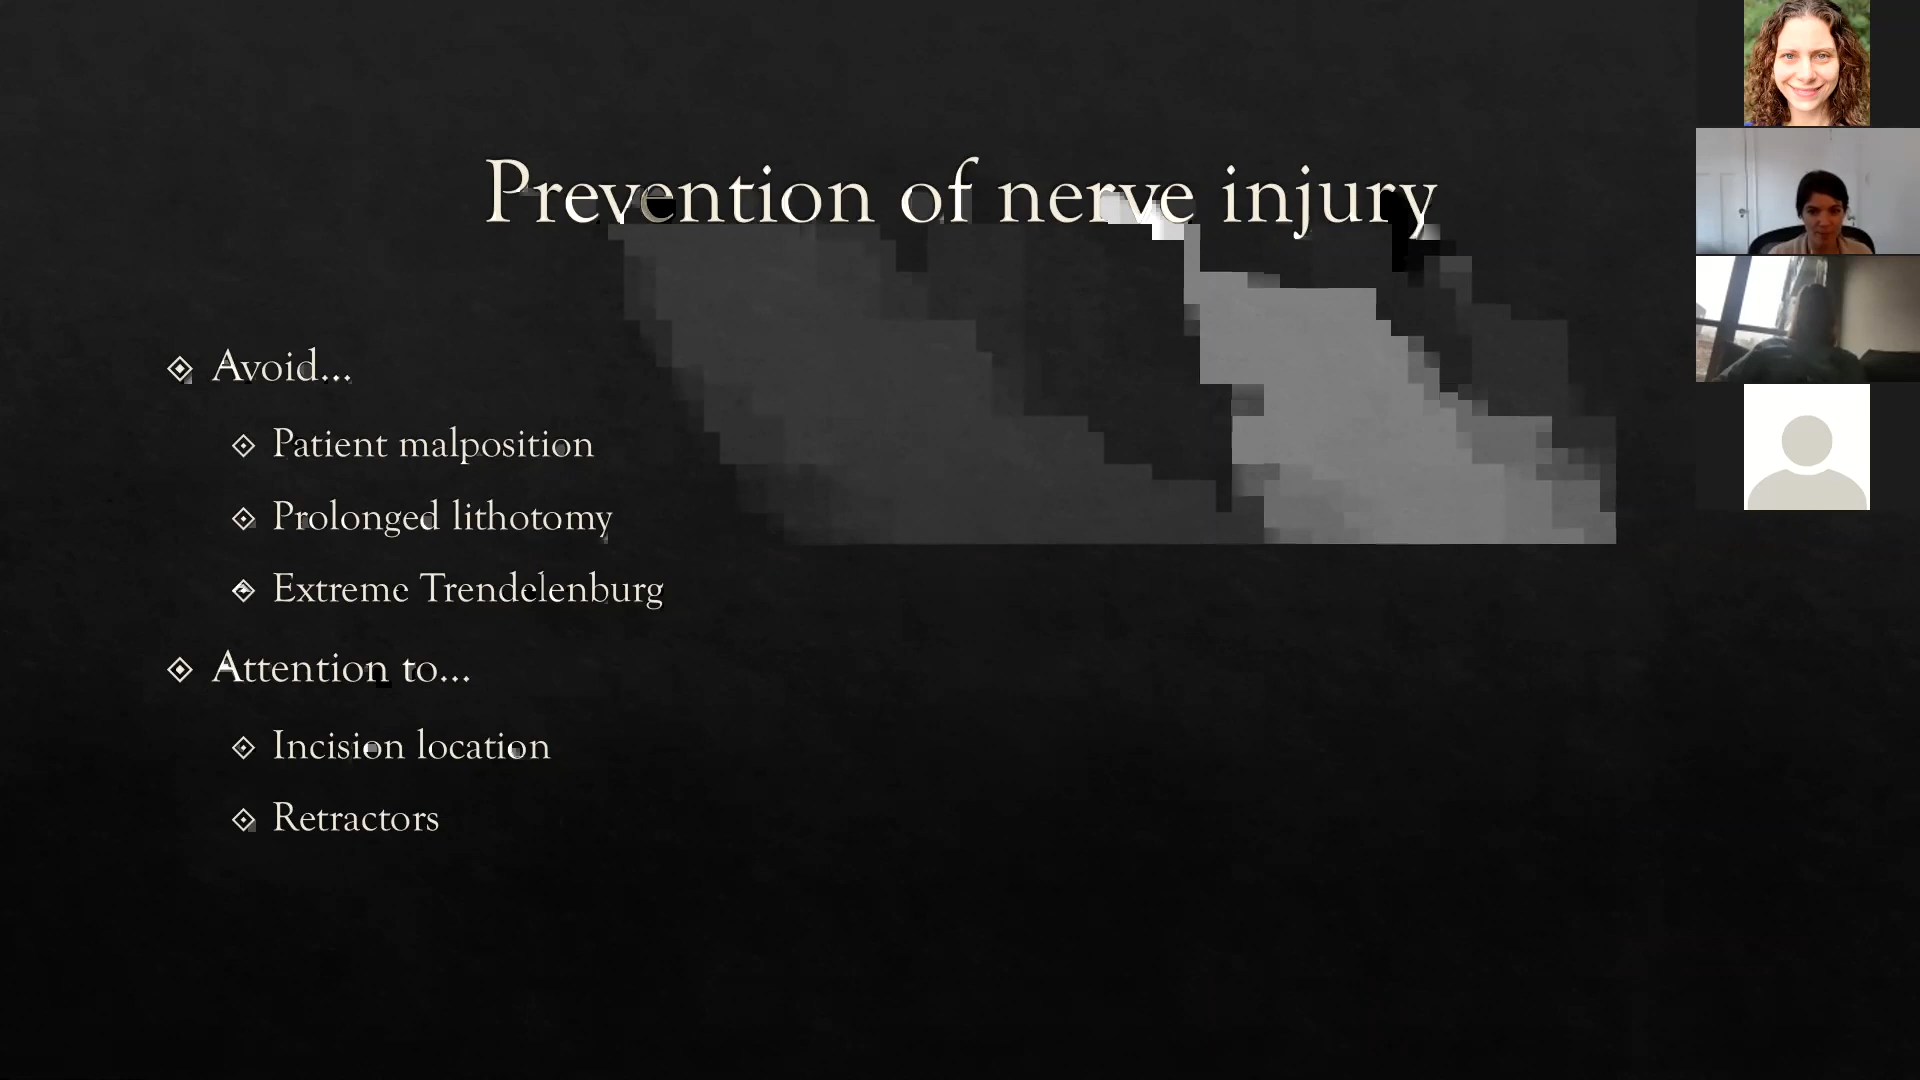 Prevention of nerve injury
Avoid...
Patient malposition
Prolonged lithotomy
Extreme Trendelenburg
Attention to...
Incision location
Retractors